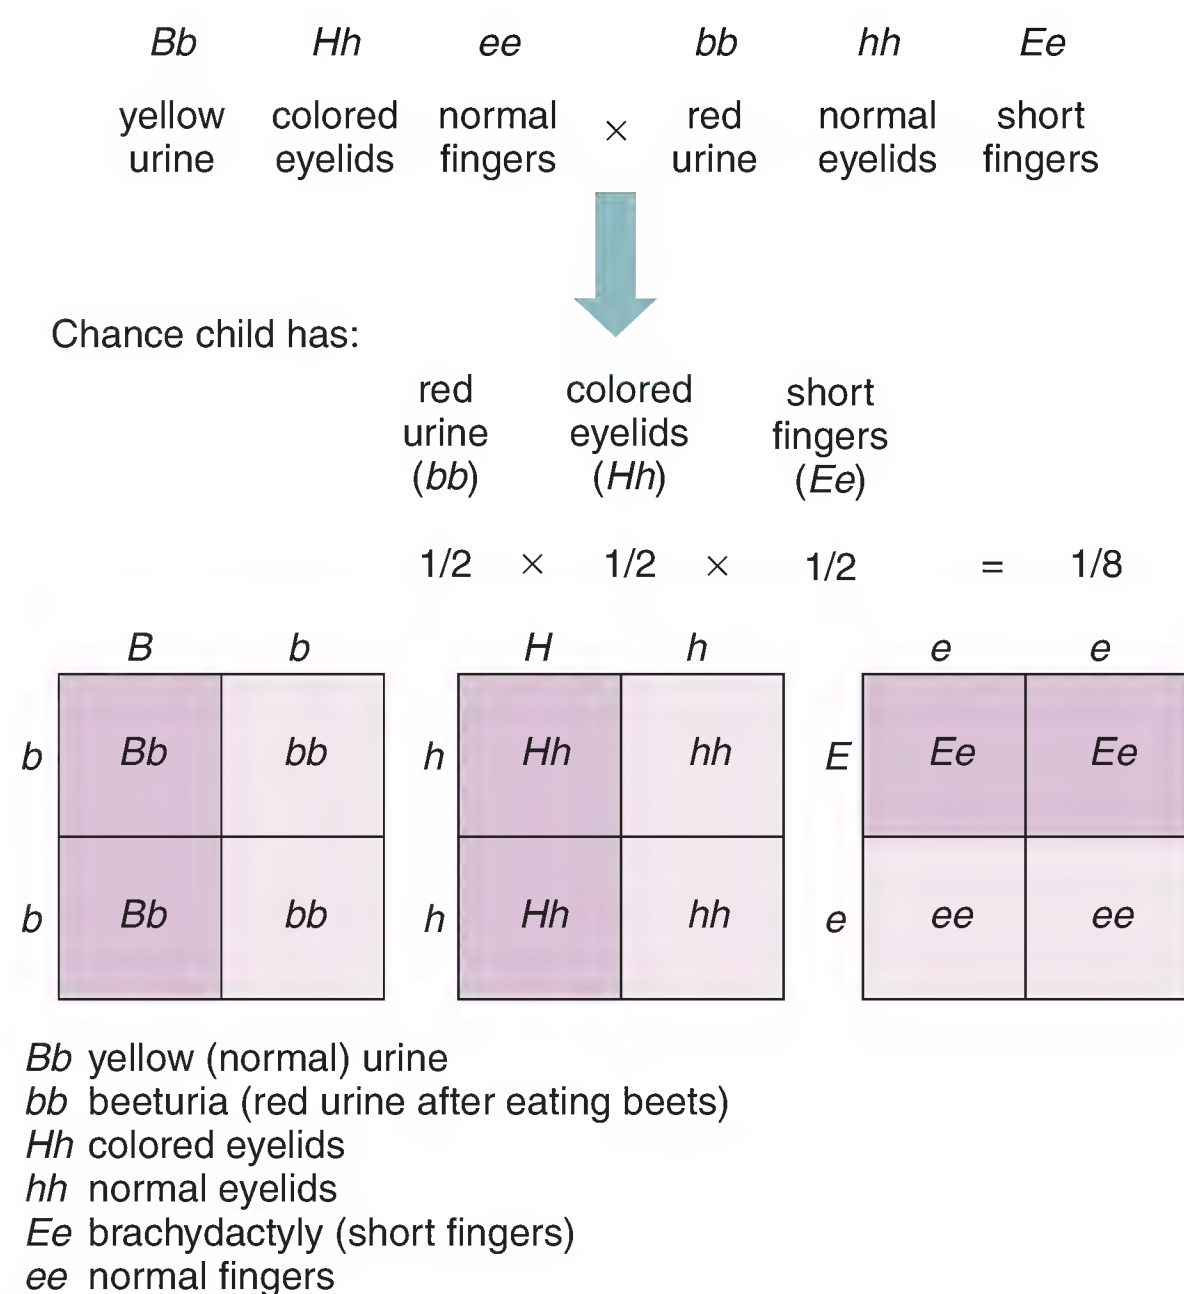 Bb Hh ee bb hh Ee
yellow colored normal × red normal short
urine eyelids fingers urine eyelids fingers
Chance child has:
red colored short
urine eyelids fingers
(bb) (Hh) (Ee)
1/2 × 1/2 × 1/2 = 1/8
B b H h e e
b Bb bb h Hh hh E Ee Ee
b Bb bb h Hh hh e ee ee
Bb yellow (normal) urine
bb beeturia (red urine after eating beets)
Hh colored eyelids
hh normal eyelids
Ee brachydactyly (short fingers)
ee normal fingers